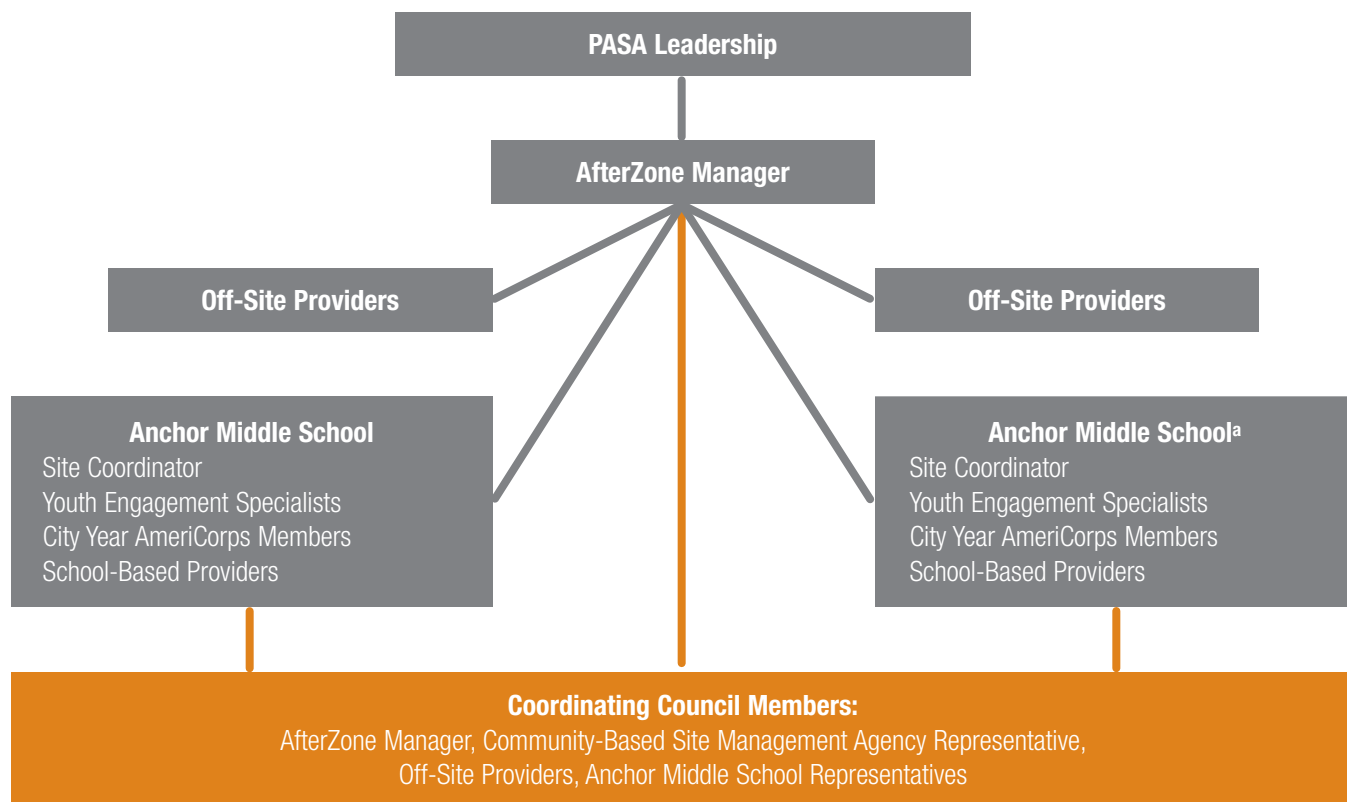 PASA Leadership
AfterZone Manager
Off-Site Providers
Off-Site Providers
Anchor Middle School
Site Coordinator
Youth Engagement Specialists
City Year AmeriCorps Members
School-Based Providers
Anchor Middle Schoolᵃ
Site Coordinator
Youth Engagement Specialists
City Year AmeriCorps Members
School-Based Providers
Coordinating Council Members:
AfterZone Manager, Community-Based Site Management Agency Representative,
Off-Site Providers, Anchor Middle School Representatives